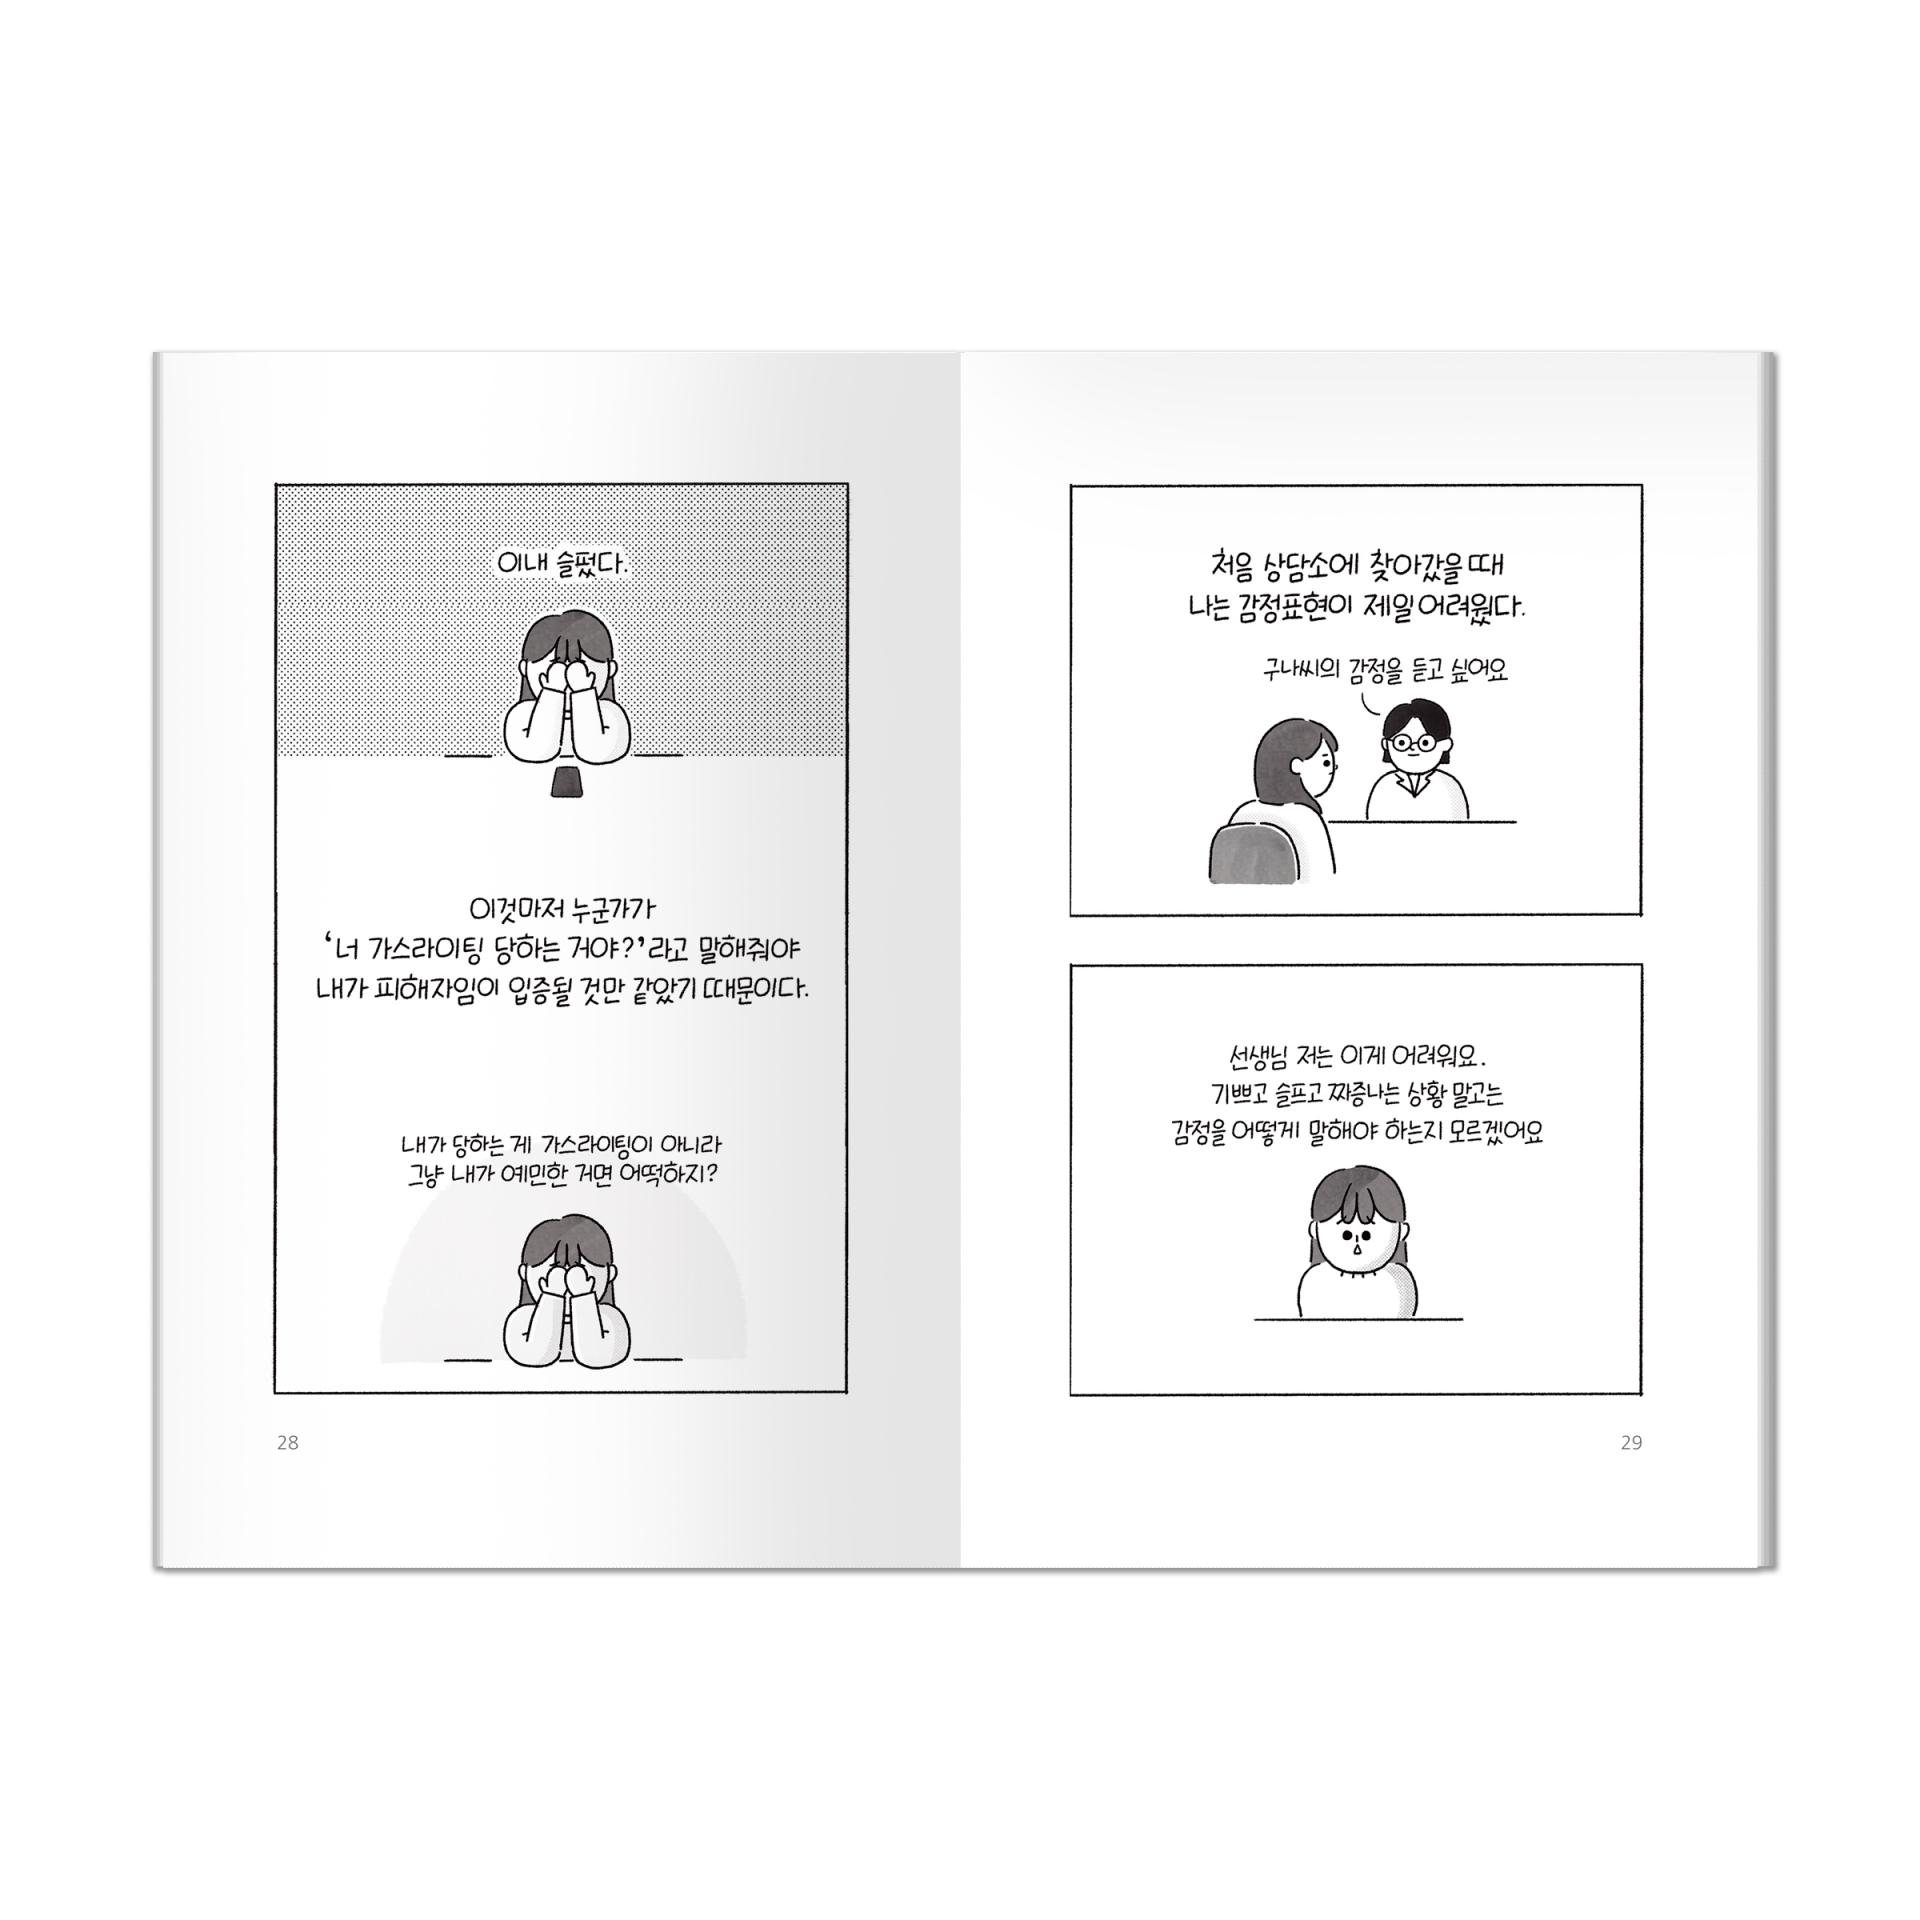 이내 슬펐다.
이것마저 누군가가
‘너 가스라이팅 당하는 거야?’라고 말해줘야
내가 피해자임이 입증될 것만 같았기 때문이다.
내가 당하는 게 가스라이팅이 아니라
그냥 내가 예민한 거면 어떡하지?
28
처음 상담소에 찾아갔을 때
나는 감정표현이 제일 어려웠다.
구나씨의 감정을 듣고 싶어요
선생님 저는 이게 어려워요.
기쁘고 슬프고 짜증나는 상황 말고는
감정을 어떻게 말해야 하는지 모르겠어요
29